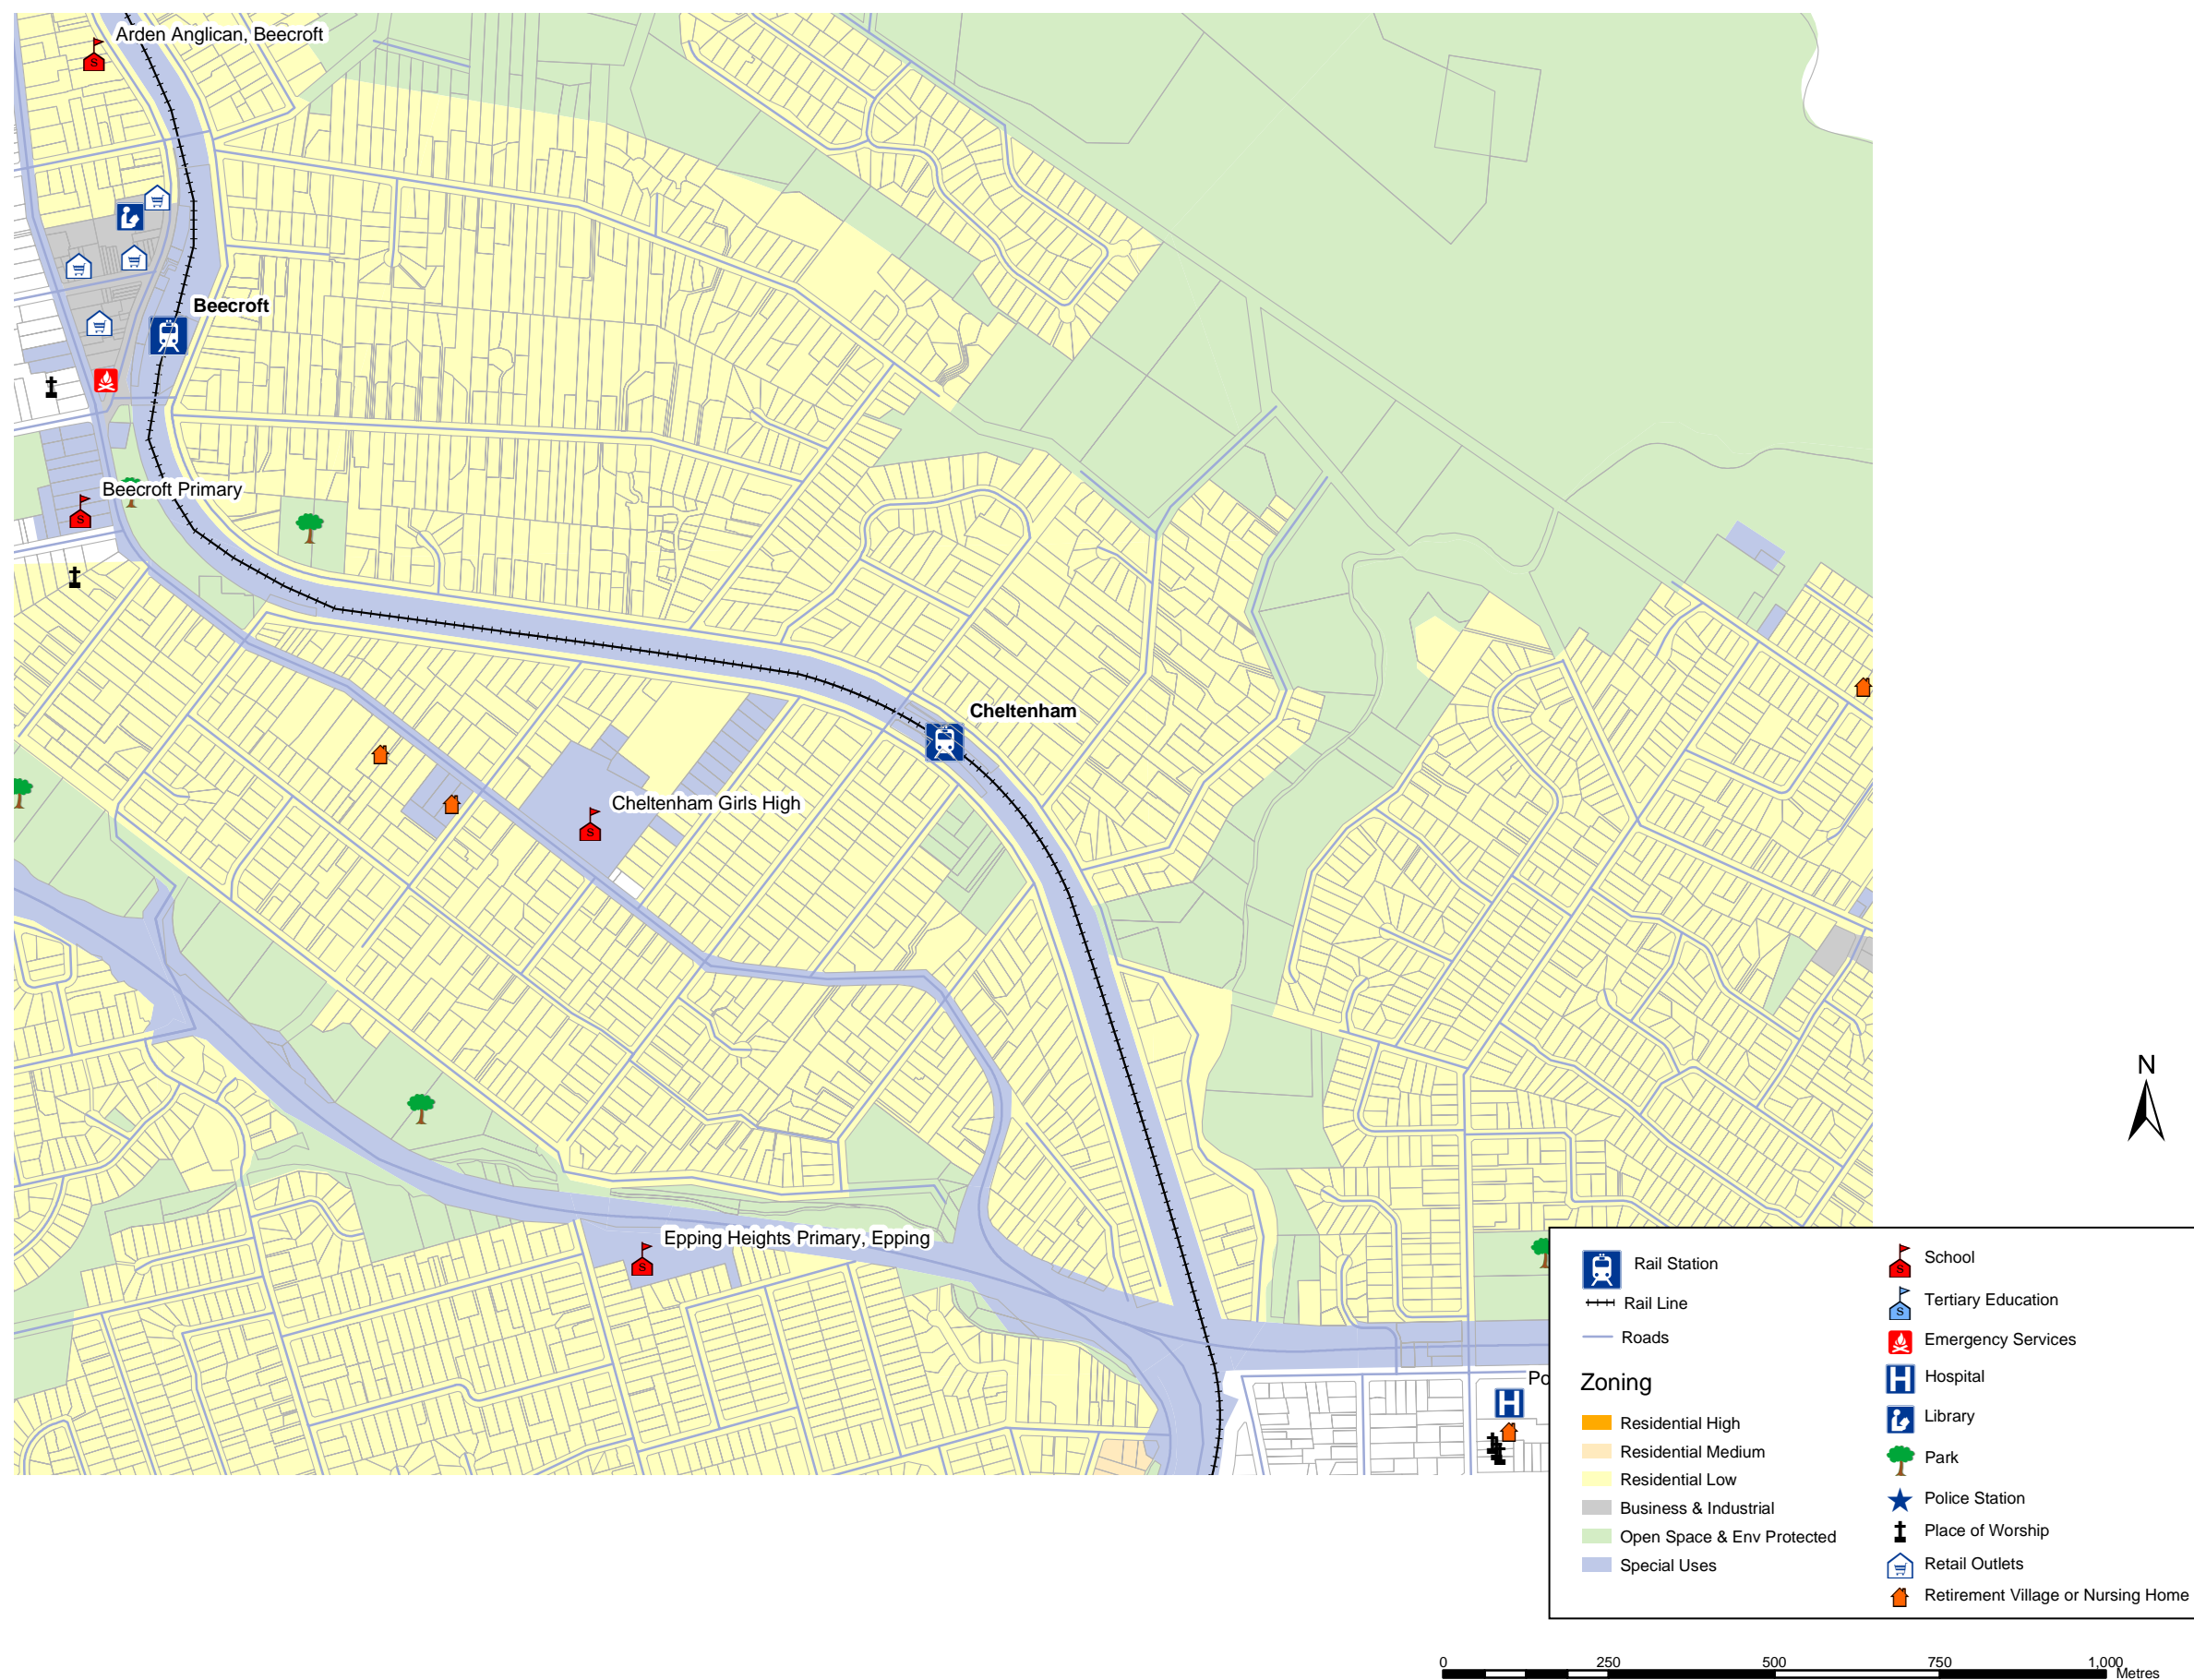 Arden Anglican, Beecroft
Beecroft
Beecroft Primary
Cheltenham
Cheltenham Girls High
Epping Heights Primary, Epping
Po
N
Rail Station
Rail Line
Roads
Zoning
Residential High
Residential Medium
Residential Low
Business & Industrial
Open Space & Env Protected
Special Uses
School
Tertiary Education
Emergency Services
Hospital
Library
Park
Police Station
Place of Worship
Retail Outlets
Retirement Village or Nursing Home
0 250 500 750 1,000
Metres